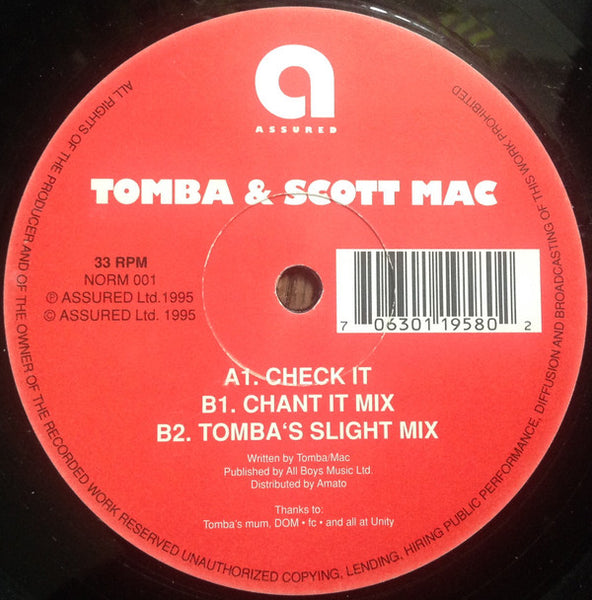 a
ASSURED
TOMBA & SCOTT MAC
33 RPM
NORM 001
℗ ASSURED Ltd. 1995
© ASSURED Ltd. 1995
7 06301 19580 2
A1. CHECK IT
B1. CHANT IT MIX
B2. TOMBA‘S SLIGHT MIX
Written by Tomba/Mac
Published by All Boys Music Ltd.
Distributed by Amato
Thanks to:
Tomba's mum, DOM • fc • and all at Unity
ALL RIGHTS OF THE PRODUCER AND OF THE OWNER OF THE RECORDED WORK RESERVED UNAUTHORIZED COPYING, LENDING, HIRING PUBLIC PERFORMANCE, DIFFUSION AND BROADCASTING OF THIS WORK PROHIBITED